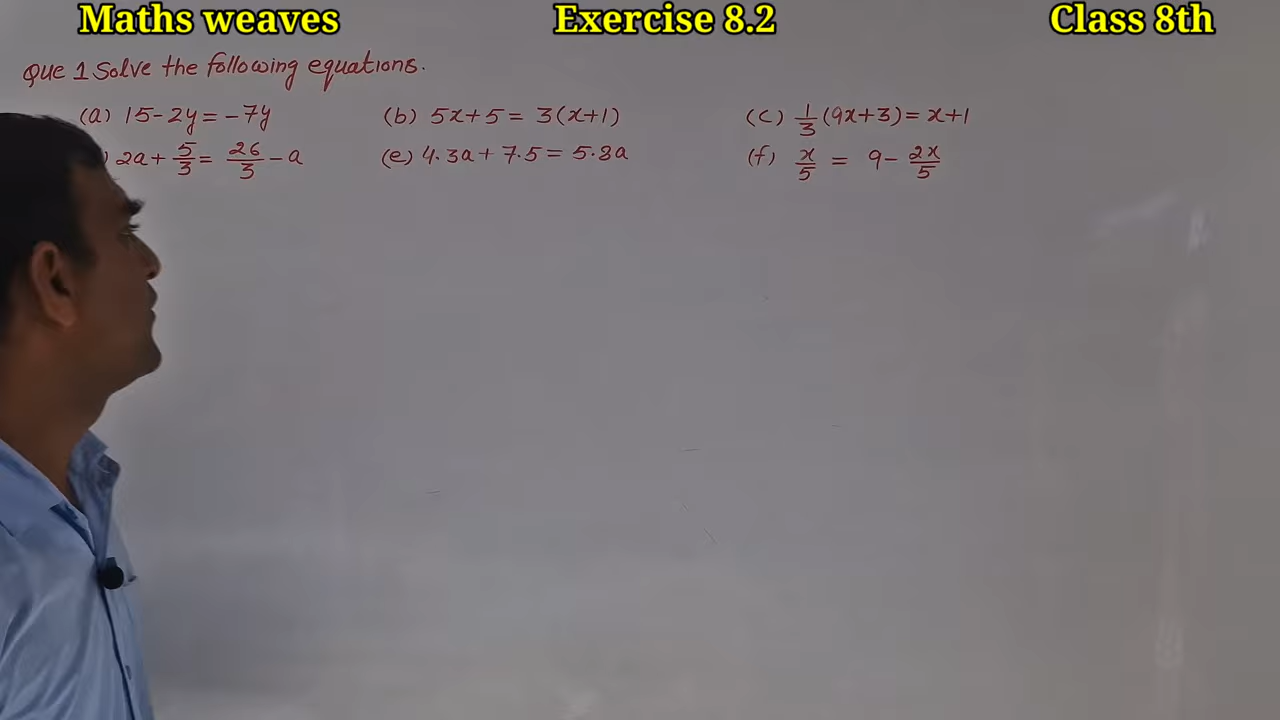 Maths weaves Exercise 8.2 Class 8th
Que 1 Solve the following equations.
(a) 15-2y = -7y (b) 5x+5 = 3(x+1) (c) 1/3 (9x+3) = x+1
) 2a + 5/3 = 26/3 - a (e) 4.3a + 7.5 = 5.8a (f) x/5 = 9 - 2x/5